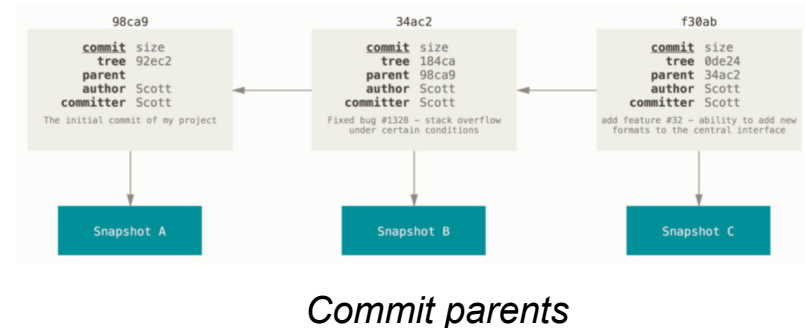 98ca9
commit size
tree 92ec2
parent
author Scott
committer Scott
The initial commit of my project
Snapshot A
34ac2
commit size
tree 184ca
parent 98ca9
author Scott
committer Scott
Fixed bug #1328 – stack overflow
under certain conditions
Snapshot B
f30ab
commit size
tree 0de24
parent 34ac2
author Scott
committer Scott
add feature #32 – ability to add new
formats to the central interface
Snapshot C
Commit parents